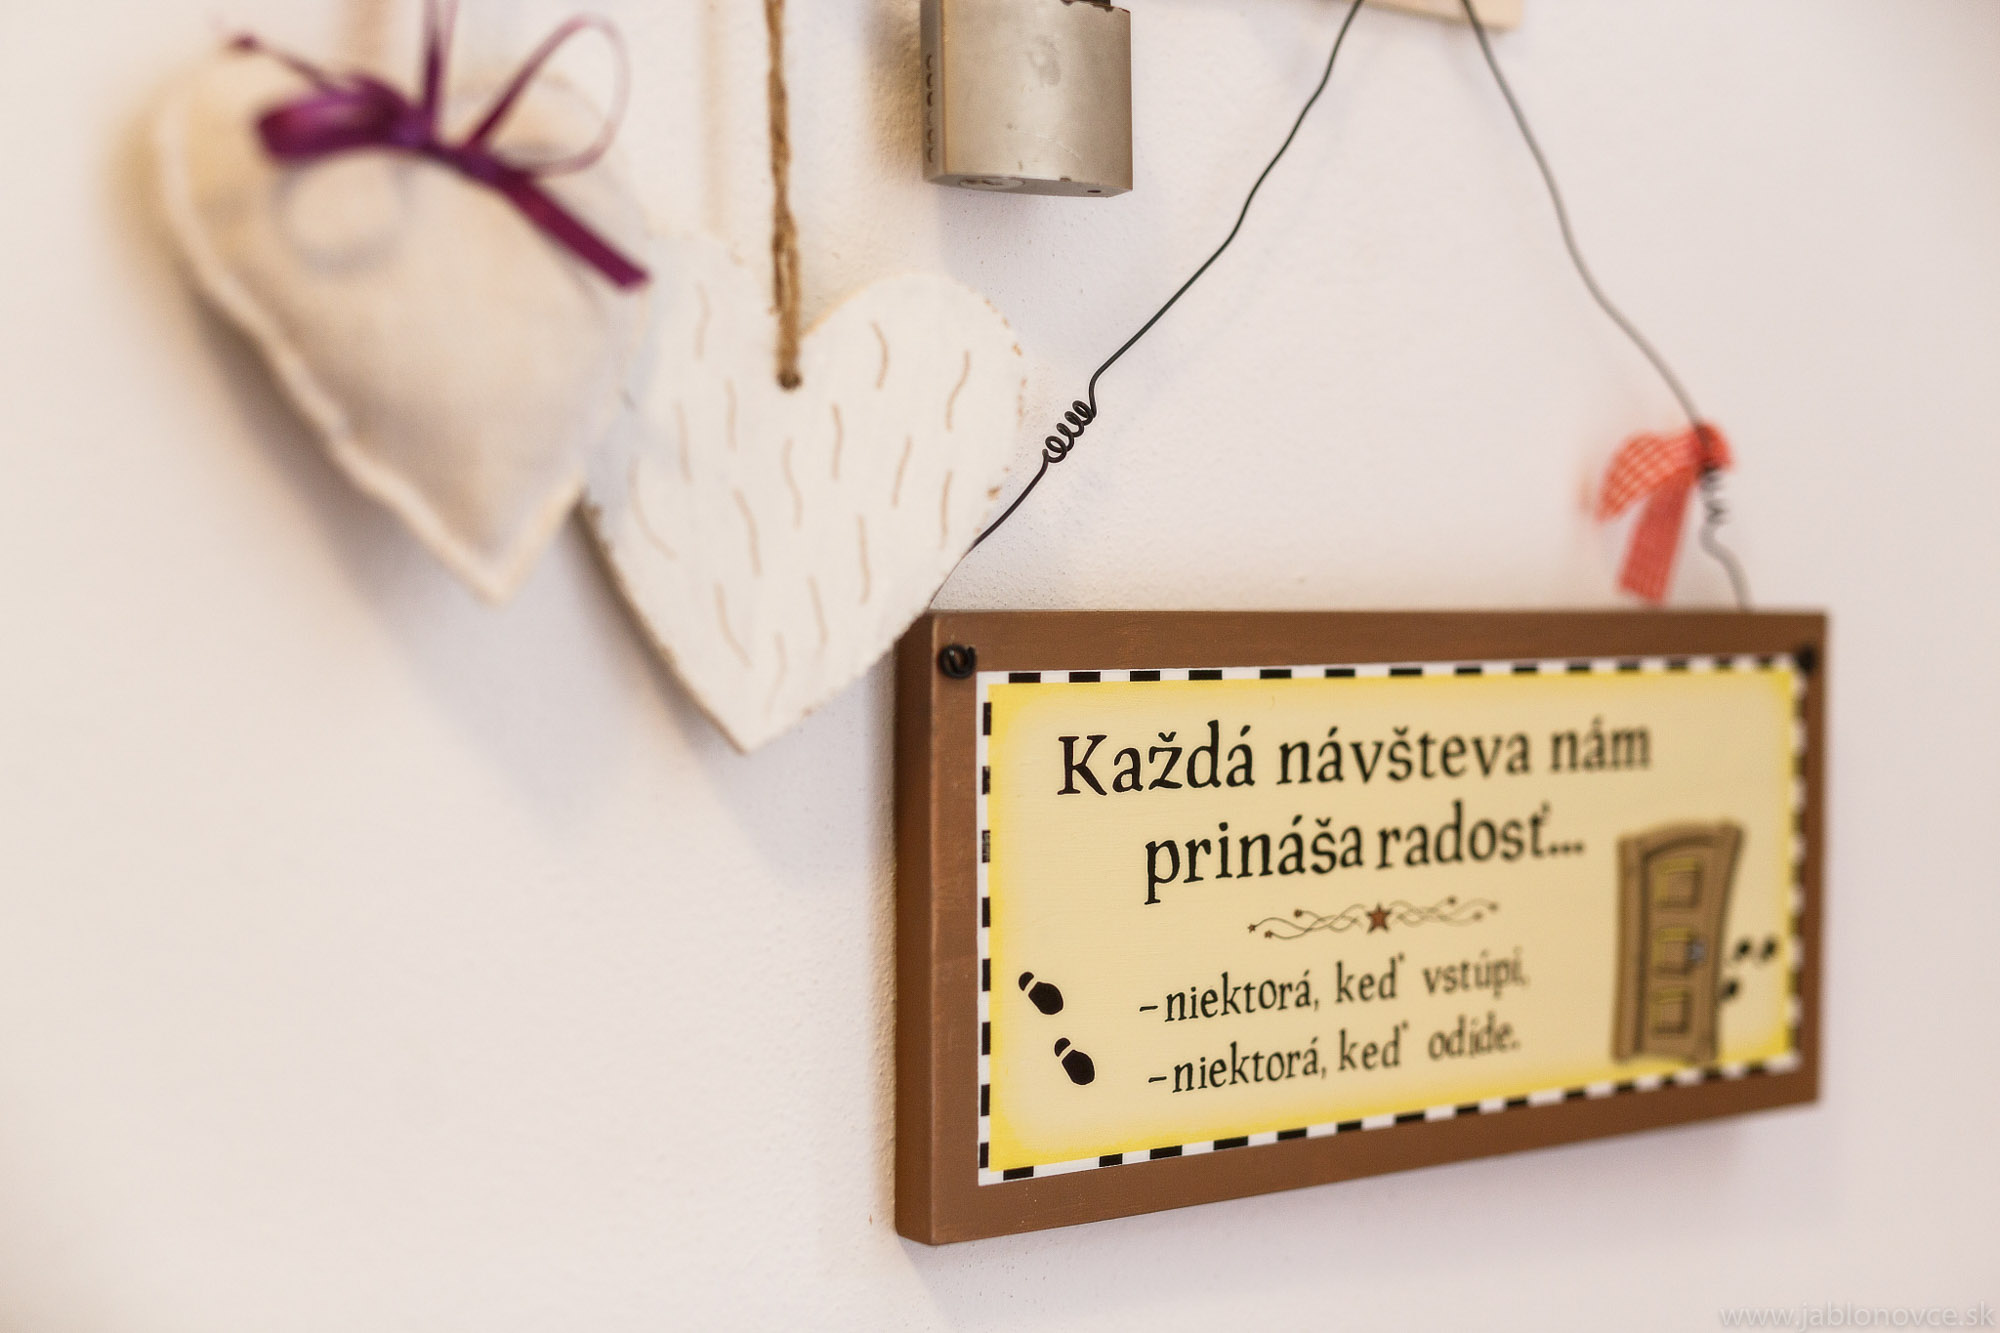 Každá návšteva nám
prináša radosť...
-niektorá, keď vstúpi,
-niektorá, keď odíde.
www.jablonovce.sk